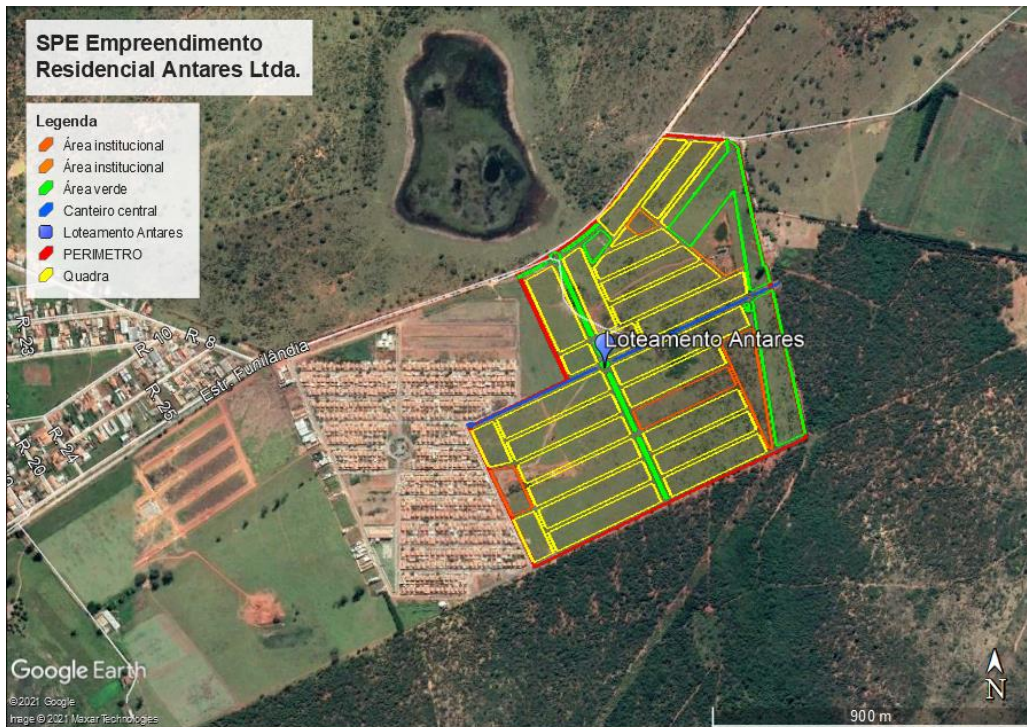 SPE Empreendimento
Residencial Antares Ltda.
Legenda
Área institucional
Área institucional
Área verde
Canteiro central
Loteamento Antares
PERIMETRO
Quadra
R. 23
R. 10
R. 8
Estr. Funilândia
R. 25
R. 24
R. 20
Loteamento Antares
Google Earth
©2021 Google
Image © 2021 Maxar Technologies
900 m
N